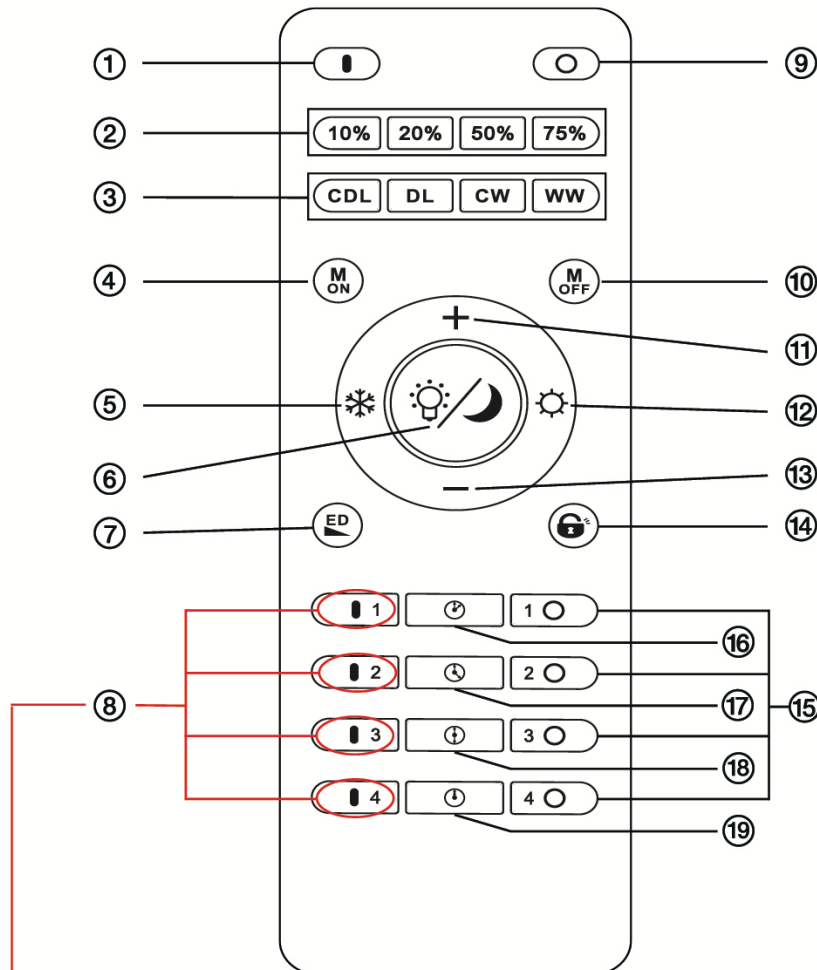 ① ⑨
② 10% 20% 50% 75%
③ CDL DL CW WW
④ M ON M OFF ⑩
⑪
⑤ ⑫
⑥ ⑬
⑦ ED ⑭
1 1
⑯
⑧ 2 2 ⑮
⑰
3 3
⑱
4 4
⑲